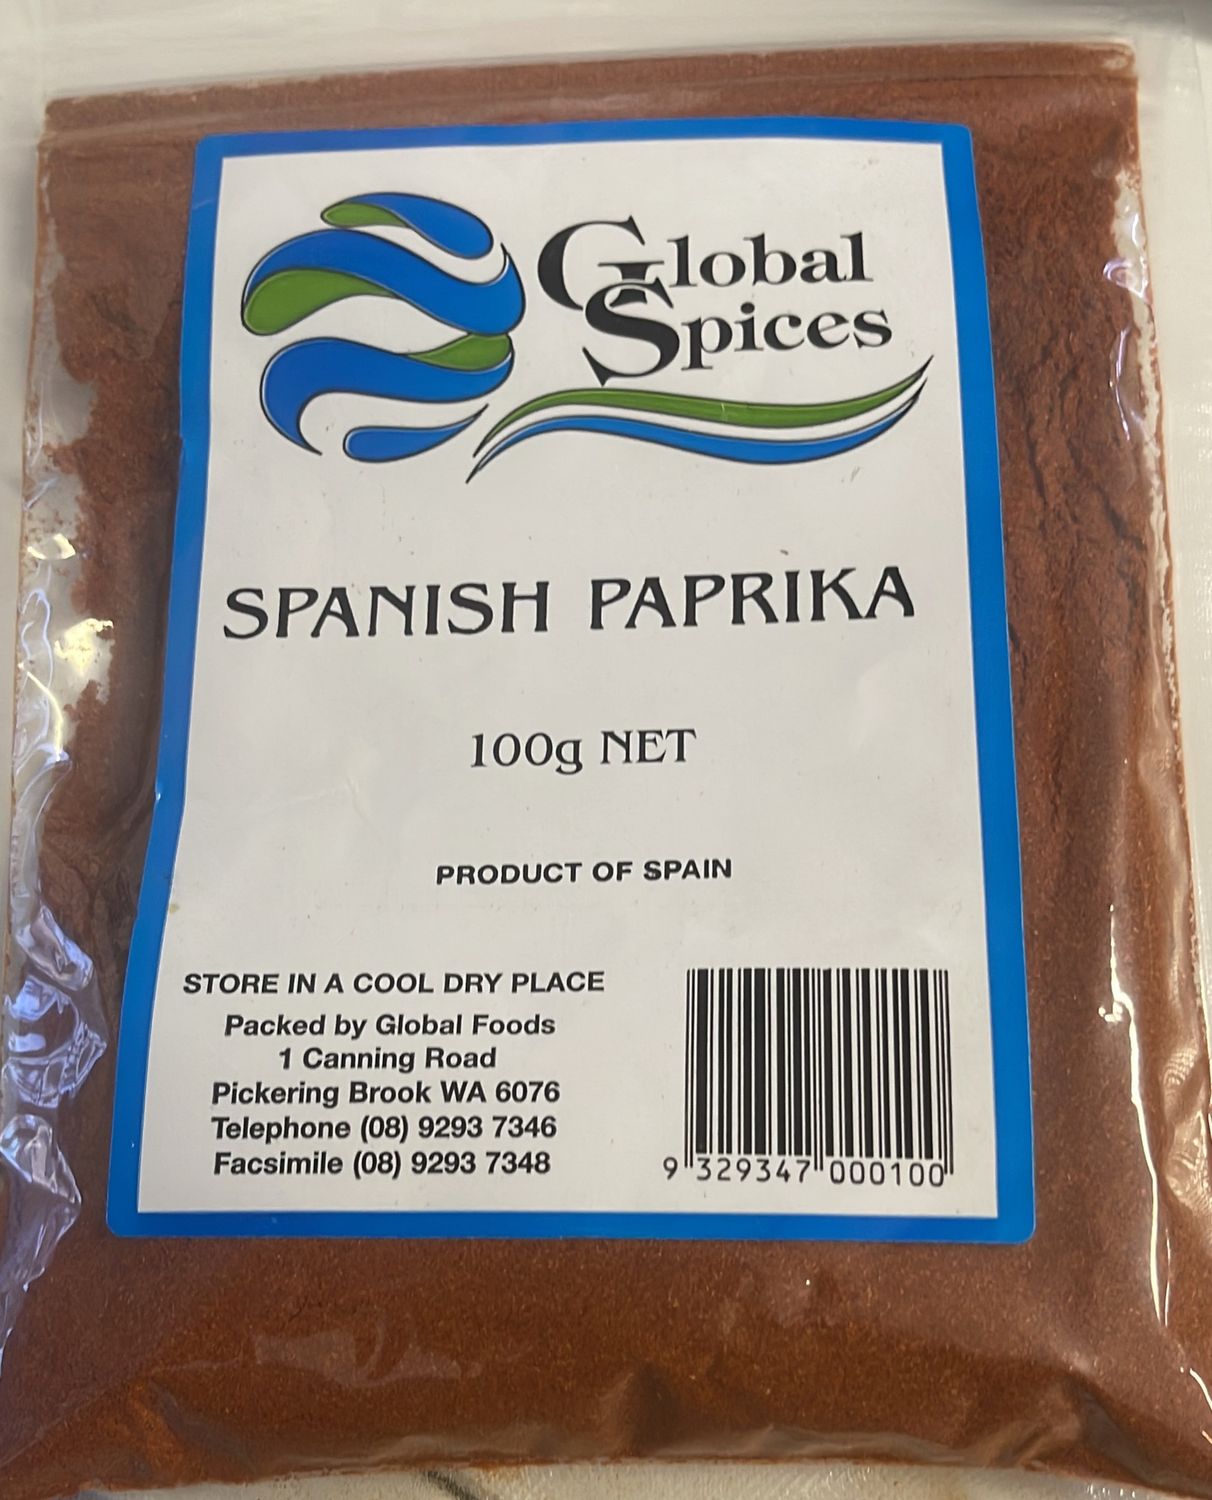 Global
Spices
SPANISH PAPRIKA
100g NET
PRODUCT OF SPAIN
STORE IN A COOL DRY PLACE
Packed by Global Foods
1 Canning Road
Pickering Brook WA 6076
Telephone (08) 9293 7346
Facsimile (08) 9293 7348
9 329347 000100